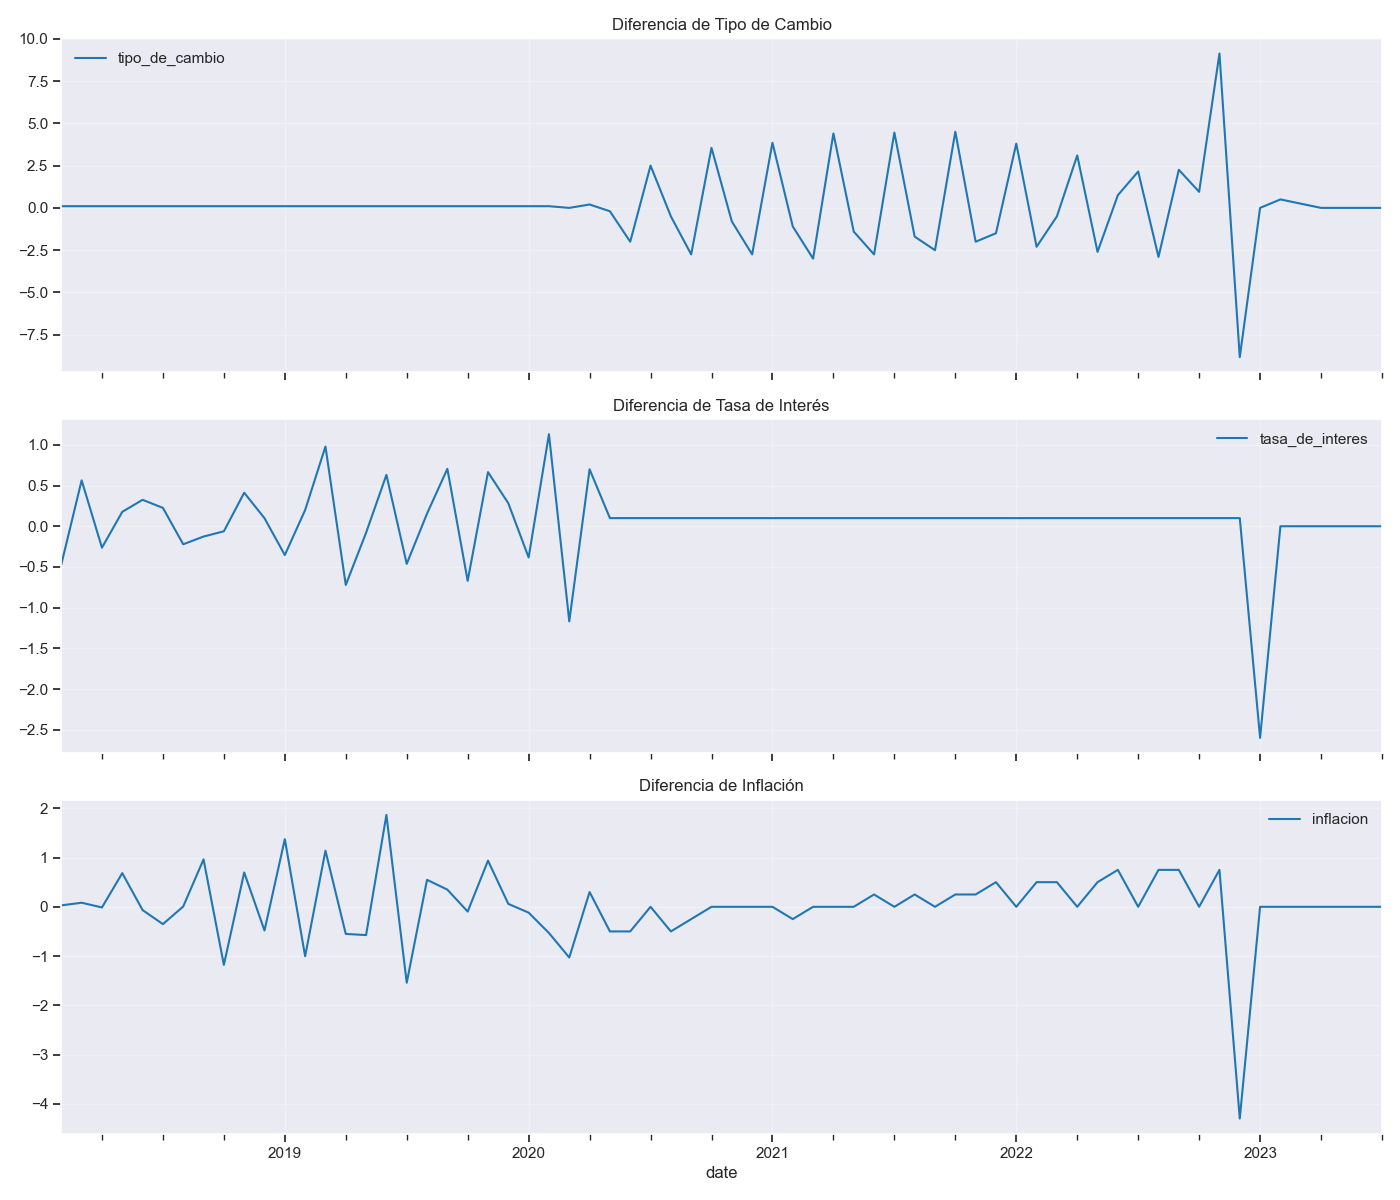 Diferencia de Tipo de Cambio
tipo_de_cambio
10.0
7.5
5.0
2.5
0.0
−2.5
−5.0
−7.5
Diferencia de Tasa de Interés
tasa_de_interes
1.0
0.5
0.0
−0.5
−1.0
−1.5
−2.0
−2.5
Diferencia de Inflación
inflacion
2
1
0
−1
−2
−3
−4
2019 2020 2021 2022 2023
date